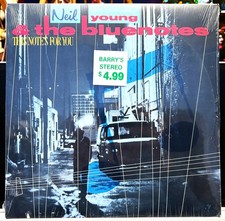 Neil young
& the bluenotes
THIS NOTE'S FOR YOU
BARRY'S
STEREO
$4.99